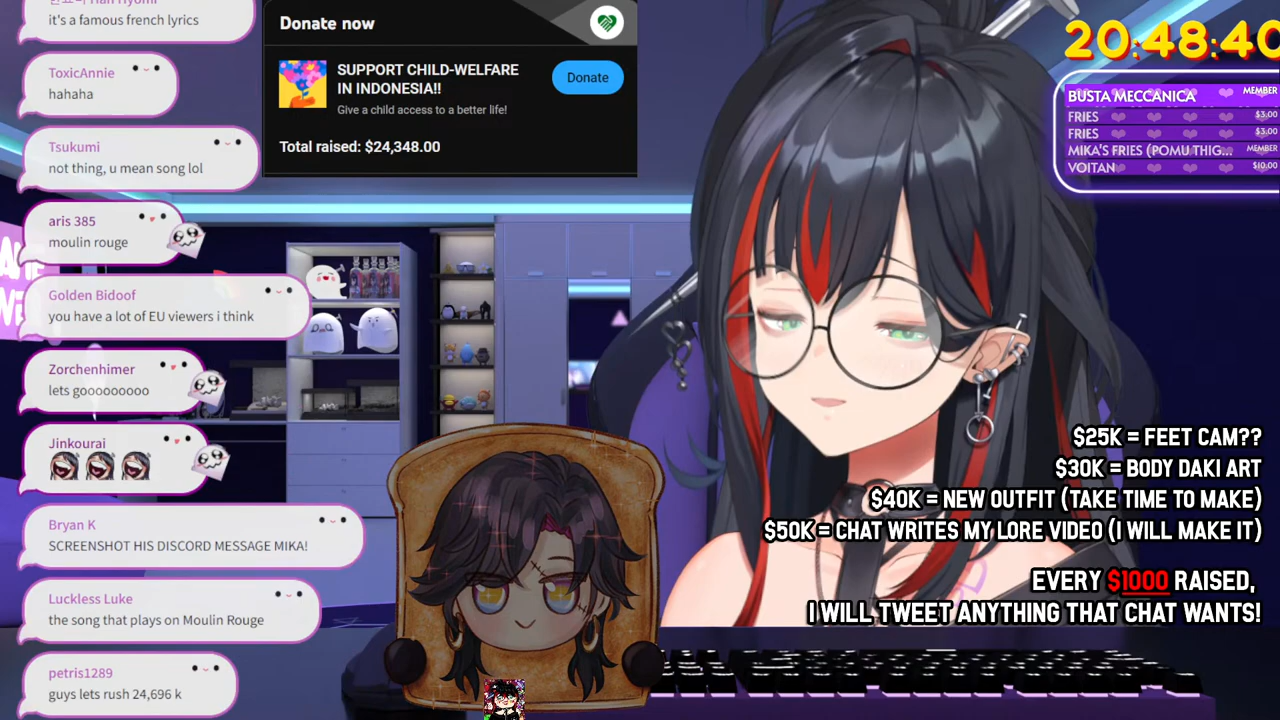 it's a famous french lyrics
ToxicAnnie
hahaha
Tsukumi
not thing, u mean song lol
aris 385
moulin rouge
Golden Bidoof
you have a lot of EU viewers i think
Zorchenhimer
lets gooooooooo
Jinkourai
Bryan K
SCREENSHOT HIS DISCORD MESSAGE MIKA!
Luckless Luke
the song that plays on Moulin Rouge
petris1289
guys lets rush 24,696 k
Donate now
SUPPORT CHILD-WELFARE
IN INDONESIA!!
Give a child access to a better life!
Donate
Total raised: $24,348.00
20:48:40
BUSTA MECCANICA MEMBER
FRIES $3.00
FRIES $3.00
MIKA'S FRIES (POMU THIG... MEMBER
VOITAN $10.00
$25K = FEET CAM??
$30K = BODY DAKI ART
$40K = NEW OUTFIT (TAKE TIME TO MAKE)
$50K = CHAT WRITES MY LORE VIDEO (I WILL MAKE IT)
EVERY $1000 RAISED,
I WILL TWEET ANYTHING THAT CHAT WANTS!